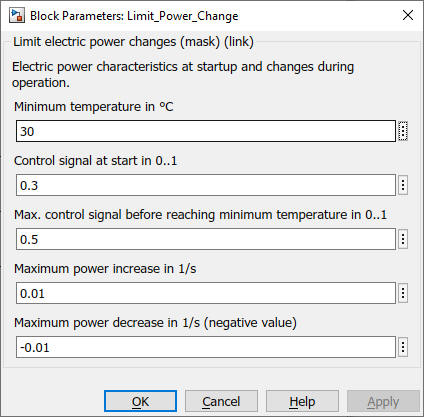 Block Parameters: Limit_Power_Change
Limit electric power changes (mask) (link)
Electric power characteristics at startup and changes during
operation.
Minimum temperature in ºC
30
Control signal at start in 0..1
0.3
Max. control signal before reaching minimum temperature in 0..1
0.5
Maximum power increase in 1/s
0.01
Maximum power decrease in 1/s (negative value)
-0.01
OK Cancel Help Apply